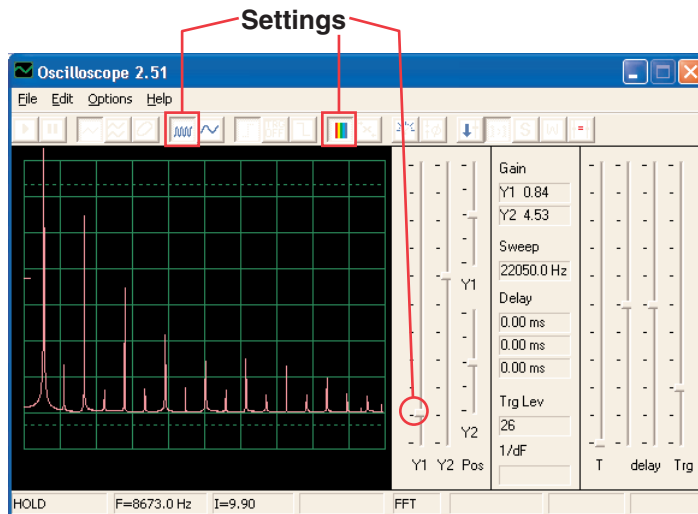 Settings
Oscilloscope 2.51
File Edit Options Help
1:1 S
Gain
Y1 0.84
Y2 4.53
Sweep
22050.0 Hz
Delay
0.00 ms
0.00 ms
0.00 ms
Trg Lev
26
1/dF
Y1
Y2
Y1 Y2 Pos
T delay Trg
HOLD F=8673.0 Hz I=9.90 FFT